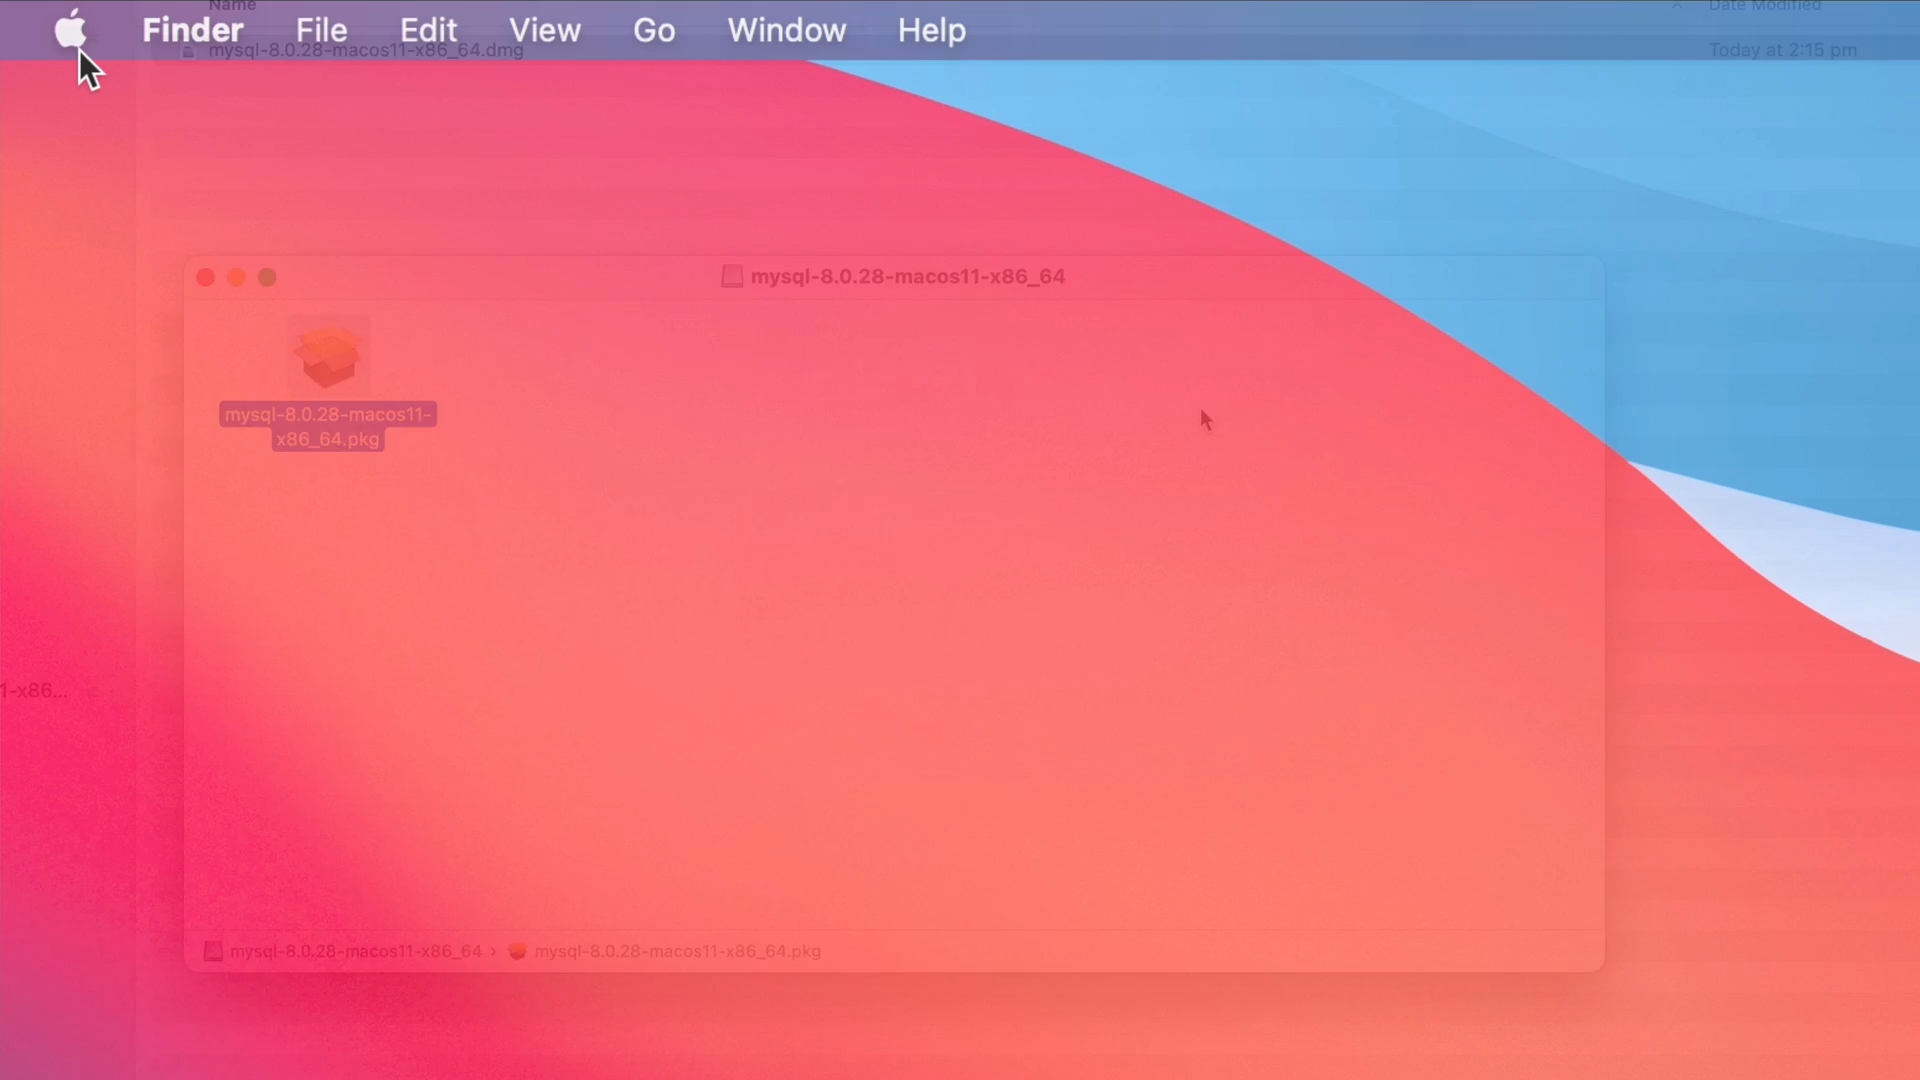 Name
Date Modified
Finder File Edit View Go Window Help
mysql-8.0.28-macos11-x86_64.dmg
Today at 2:15 pm
mysql-8.0.28-macos11-x86_64
mysql-8.0.28-macos11-
x86_64.pkg
1-x86...
mysql-8.0.28-macos11-x86_64 › mysql-8.0.28-macos11-x86_64.pkg